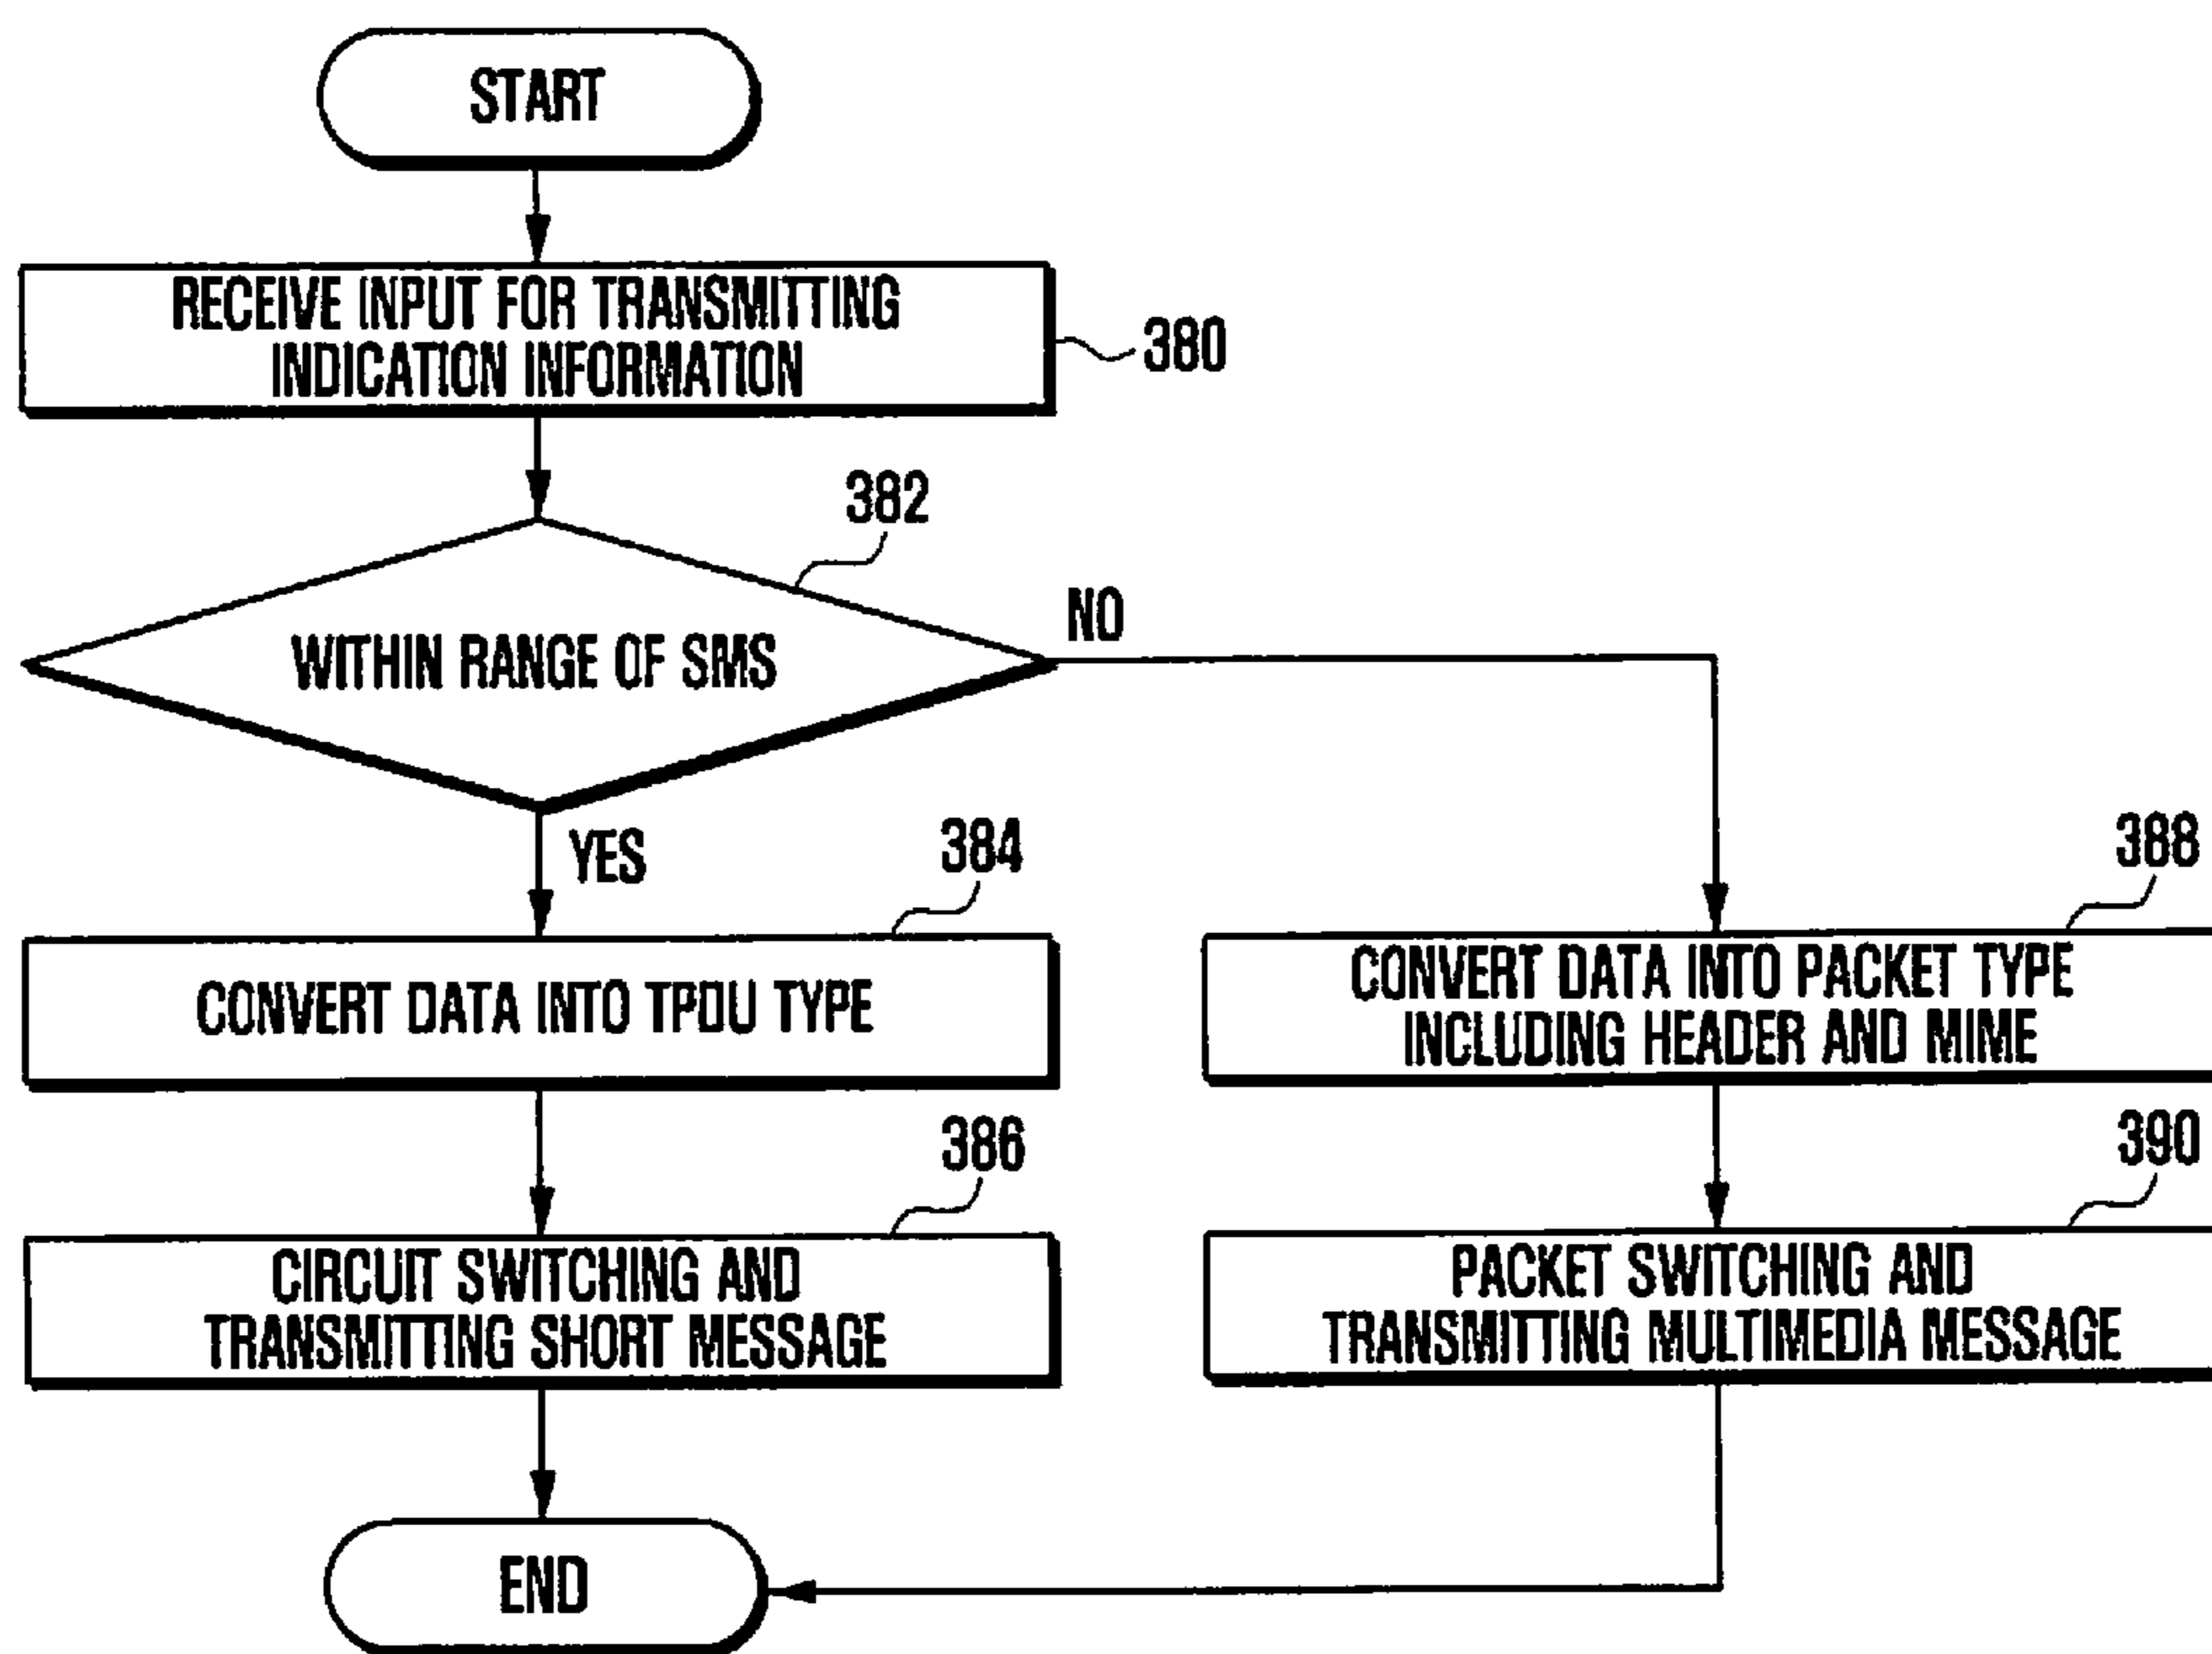 START
RECEIVE INPUT FOR TRANSMITTING
INDICATION INFORMATION
380
382
WITHIN RANGE OF SMS
NO
YES
384
CONVERT DATA INTO TPDU TYPE
388
CONVERT DATA INTO PACKET TYPE
INCLUDING HEADER AND MIME
386
CIRCUIT SWITCHING AND
TRANSMITTING SHORT MESSAGE
390
PACKET SWITCHING AND
TRANSMITTING MULTIMEDIA MESSAGE
END